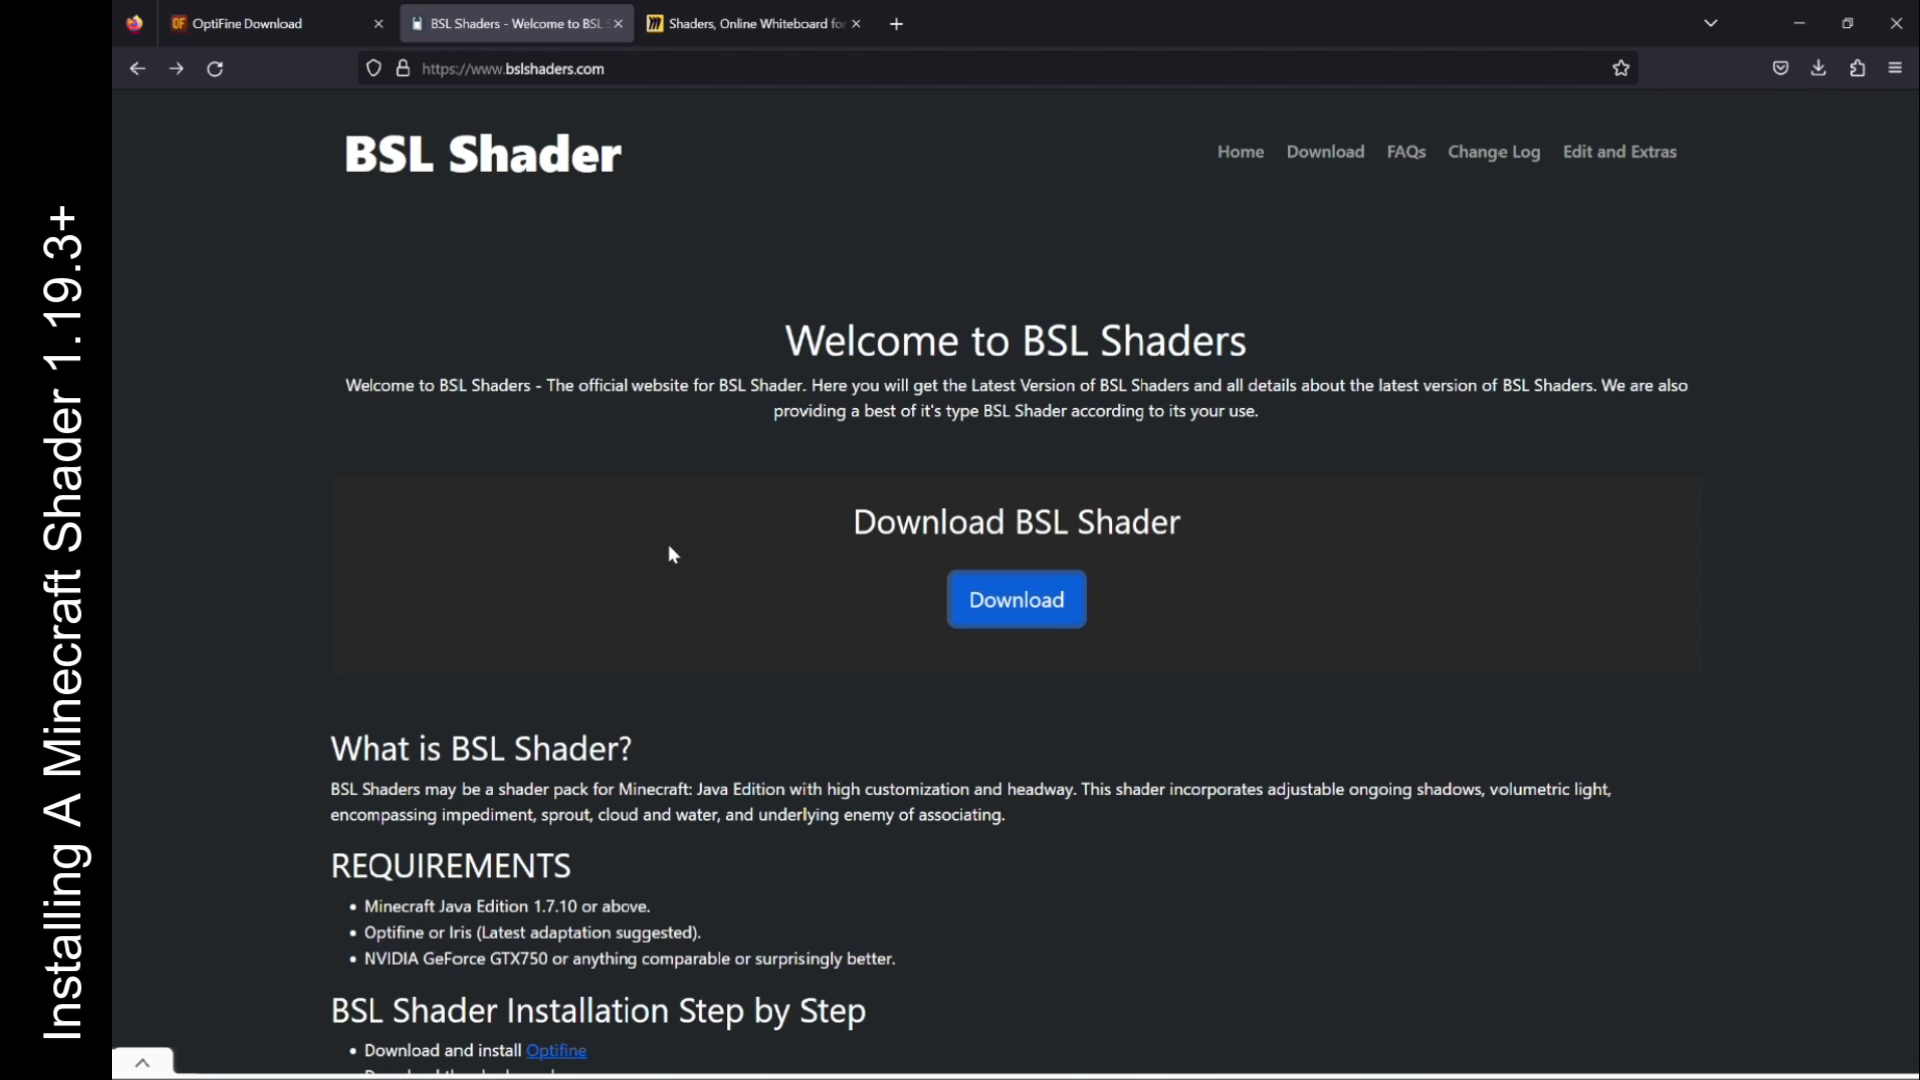 Installing A Minecraft Shader 1.19.3+
OptiFine Download
BSL Shaders - Welcome to BSL S
Shaders, Online Whiteboard for
https://www.bslshaders.com
BSL Shader
Home Download FAQs Change Log Edit and Extras
Welcome to BSL Shaders
Welcome to BSL Shaders - The official website for BSL Shader. Here you will get the Latest Version of BSL Shaders and all details about the latest version of BSL Shaders. We are also
providing a best of it's type BSL Shader according to its your use.
Download BSL Shader
Download
What is BSL Shader?
BSL Shaders may be a shader pack for Minecraft: Java Edition with high customization and headway. This shader incorporates adjustable ongoing shadows, volumetric light,
encompassing impediment, sprout, cloud and water, and underlying enemy of associating.
REQUIREMENTS
• Minecraft Java Edition 1.7.10 or above.
• Optifine or Iris (Latest adaptation suggested).
• NVIDIA GeForce GTX750 or anything comparable or surprisingly better.
BSL Shader Installation Step by Step
• Download and install Optifine